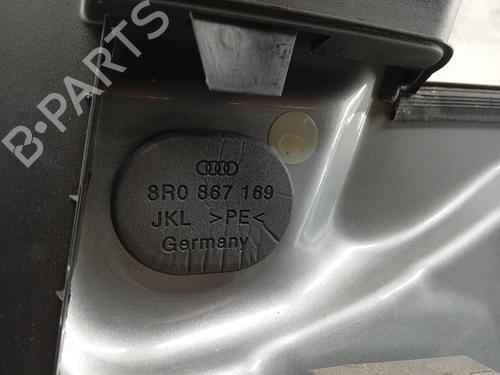 B-PARTS
8R0 867 169
JKL >PE<
Germany